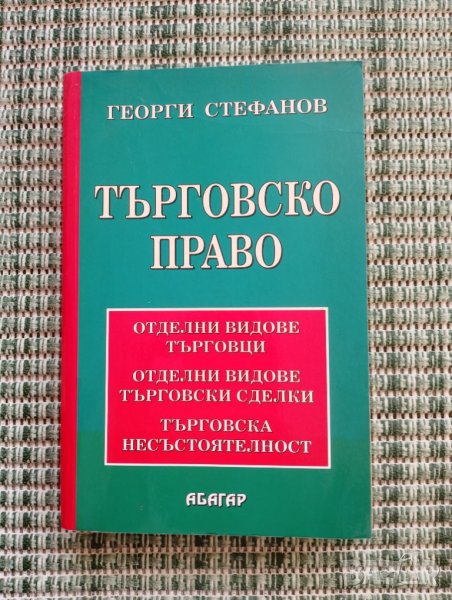 ГЕОРГИ СТЕФАНОВ
ТЪРГОВСКО
ПРАВО
ОТДЕЛНИ ВИДОВЕ
ТЪРГОВЦИ
ОТДЕЛНИ ВИДОВЕ
ТЪРГОВСКИ СДЕЛКИ
ТЪРГОВСКА
НЕСЪСТОЯТЕЛНОСТ
АБАГАР